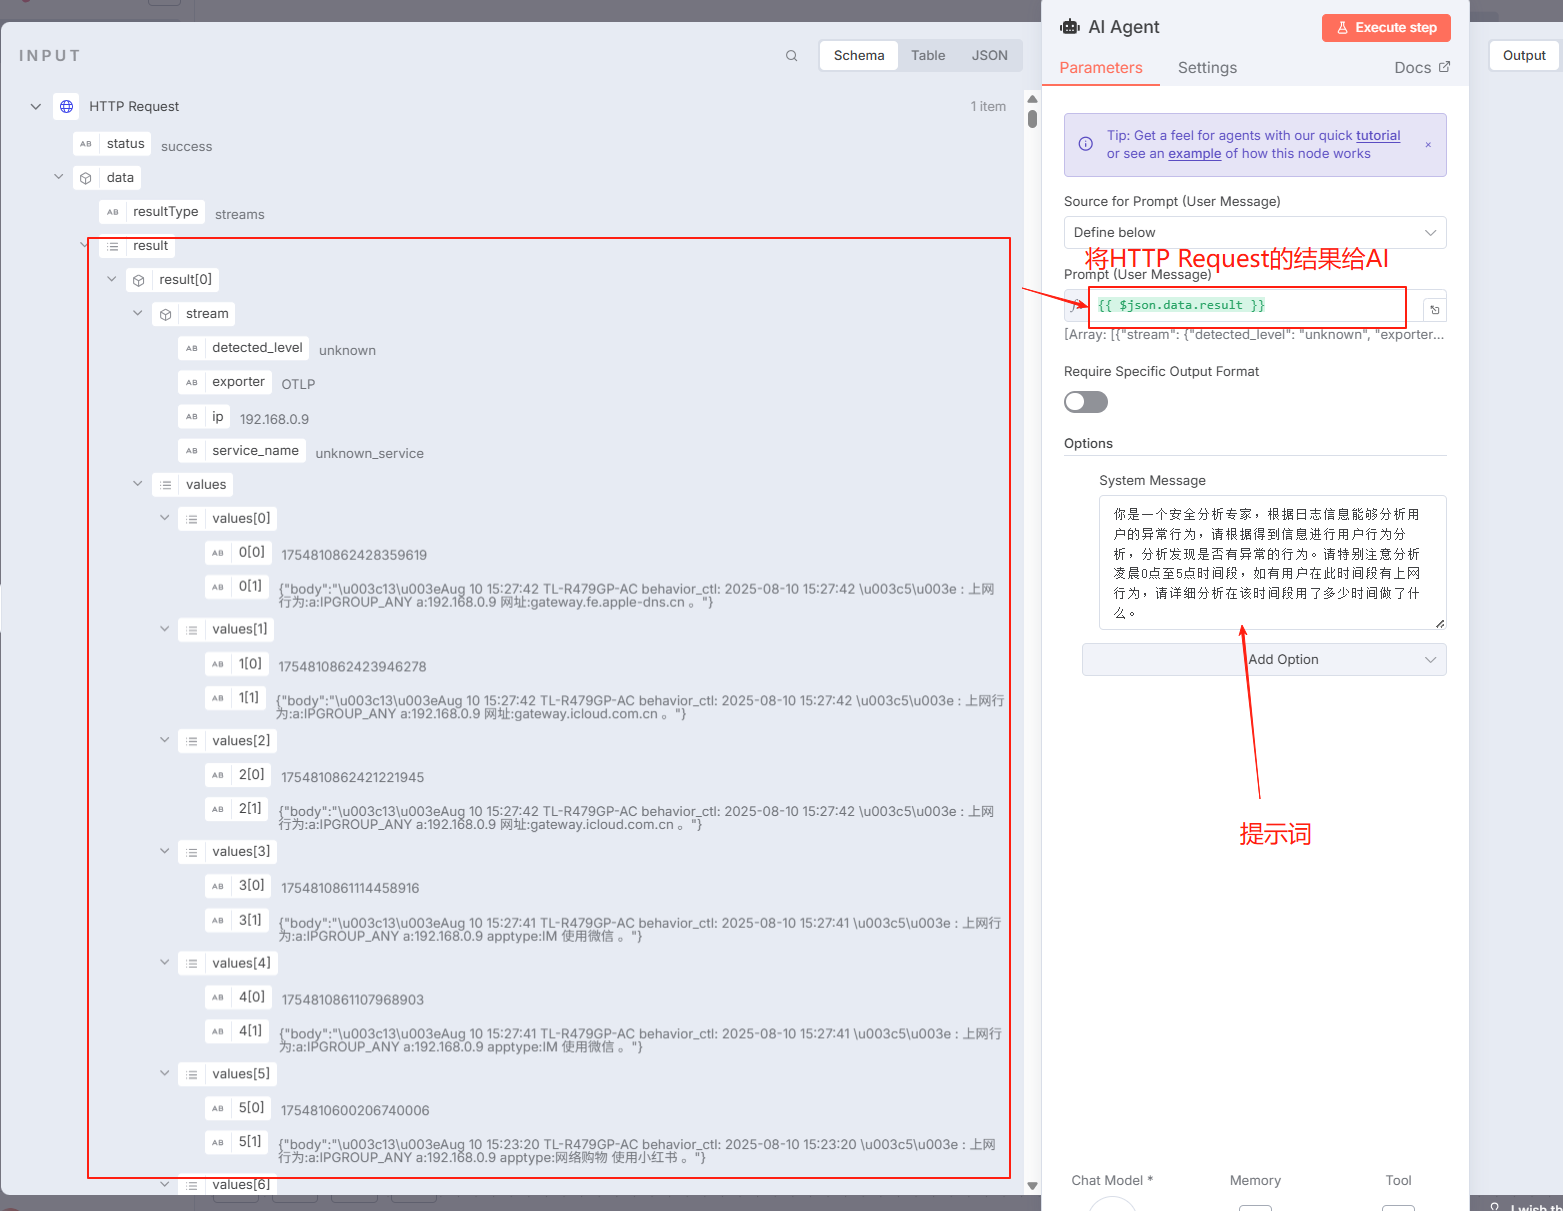 INPUT
Schema
Table
JSON
HTTP Request
1 item
AB
status
success
data
AB
resultType
streams
result
result[0]
stream
AB
detected_level
unknown
AB
exporter
OTLP
AB
ip
192.168.0.9
AB
service_name
unknown_service
values
values[0]
AB
0[0]
1754810862428359619
AB
0[1]
{"body":"\u003c13\u003eAug 10 15:27:42 TL-R479GP-AC behavior_ctl: 2025-08-10 15:27:42 \u003c5\u003e : 上网
行为:a:IPGROUP_ANY a:192.168.0.9 网址:gateway.fe.apple-dns.cn 。"}
values[1]
AB
1[0]
1754810862423946278
AB
1[1]
{"body":"\u003c13\u003eAug 10 15:27:42 TL-R479GP-AC behavior_ctl: 2025-08-10 15:27:42 \u003c5\u003e : 上网行
为:a:IPGROUP_ANY a:192.168.0.9 网址:gateway.icloud.com.cn 。"}
values[2]
AB
2[0]
1754810862421221945
AB
2[1]
{"body":"\u003c13\u003eAug 10 15:27:42 TL-R479GP-AC behavior_ctl: 2025-08-10 15:27:42 \u003c5\u003e : 上网
行为:a:IPGROUP_ANY a:192.168.0.9 网址:gateway.icloud.com.cn 。"}
values[3]
AB
3[0]
1754810861114458916
AB
3[1]
{"body":"\u003c13\u003eAug 10 15:27:41 TL-R479GP-AC behavior_ctl: 2025-08-10 15:27:41 \u003c5\u003e : 上网行
为:a:IPGROUP_ANY a:192.168.0.9 apptype:IM 使用微信 。"}
values[4]
AB
4[0]
1754810861107968903
AB
4[1]
{"body":"\u003c13\u003eAug 10 15:27:41 TL-R479GP-AC behavior_ctl: 2025-08-10 15:27:41 \u003c5\u003e : 上网行
为:a:IPGROUP_ANY a:192.168.0.9 apptype:IM 使用微信 。"}
values[5]
AB
5[0]
1754810600206740006
AB
5[1]
{"body":"\u003c13\u003eAug 10 15:23:20 TL-R479GP-AC behavior_ctl: 2025-08-10 15:23:20 \u003c5\u003e : 上网
行为:a:IPGROUP_ANY a:192.168.0.9 apptype:网络购物 使用小红书 。"}
values[6]
AI Agent
Execute step
Parameters
Settings
Docs
Tip: Get a feel for agents with our quick tutorial
or see an example of how this node works
Source for Prompt (User Message)
Define below
将HTTP Request的结果给AI
Prompt (User Message)
{{ $json.data.result }}
[Array: [{"stream": {"detected_level": "unknown", "exporter...
Require Specific Output Format
Options
System Message
你是一个安全分析专家，根据日志信息能够分析用
户的异常行为，请根据得到信息进行用户行为分
析，分析发现是否有异常的行为。请特别注意分析
凌晨0点至5点时间段，如有用户在此时间段有上网
行为，请详细分析在该时间段用了多少时间做了什
么。
Add Option
提示词
Chat Model *
Memory
Tool
Output
I wish th